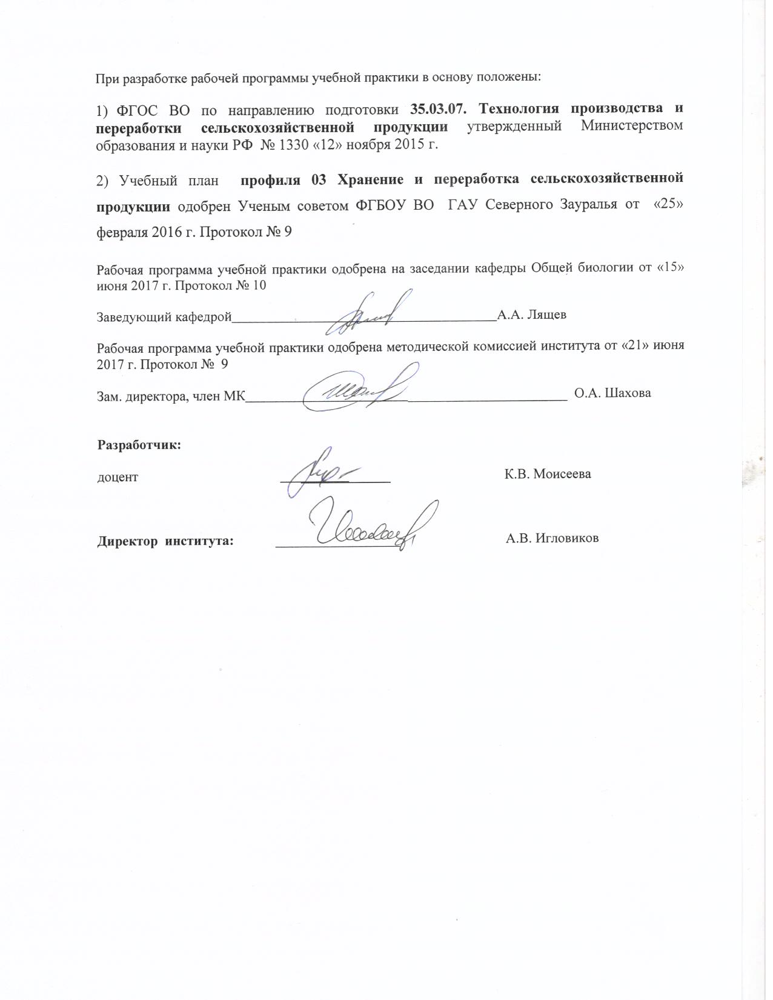 При разработке рабочей программы учебной практики в основу положены:
1) ФГОС ВО по направлению подготовки 35.03.07. Технология производства и
переработки сельскохозяйственной продукции утвержденный Министерством
образования и науки РФ № 1330 «12» ноября 2015 г.
2) Учебный план профиля 03 Хранение и переработка сельскохозяйственной
продукции одобрен Ученым советом ФГБОУ ВО ГАУ Северного Зауралья от «25»
февраля 2016 г. Протокол № 9
Рабочая программа учебной практики одобрена на заседании кафедры Общей биологии от «15»
июня 2017 г. Протокол № 10
Заведующий кафедрой____________________________________А.А. Лящев
Рабочая программа учебной практики одобрена методической комиссией института от «21» июня
2017 г. Протокол № 9
Зам. директора, член МК____________________________________________ О.А. Шахова
Разработчик:
доцент _______________ К.В. Моисеева
Директор института: _________________ А.В. Игловиков